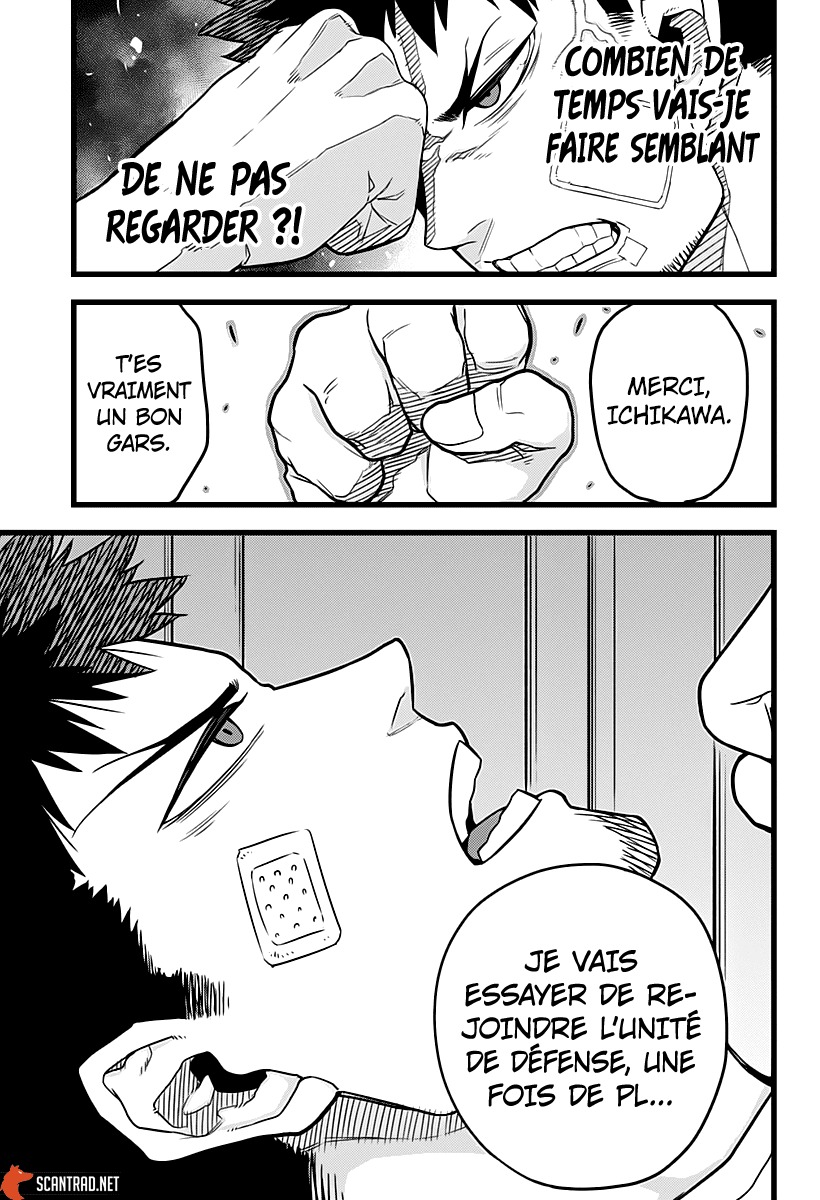 COMBIEN DE
TEMPS VAIS-JE
FAIRE SEMBLANT
DE NE PAS
REGARDER ?!
MERCI,
ICHIKAWA.
T'ES
VRAIMENT
UN BON
GARS.
JE VAIS
ESSAYER DE RE-
JOINDRE L'UNITÉ
DE DÉFENSE, UNE
FOIS DE PL...
SCANTRAD.NET